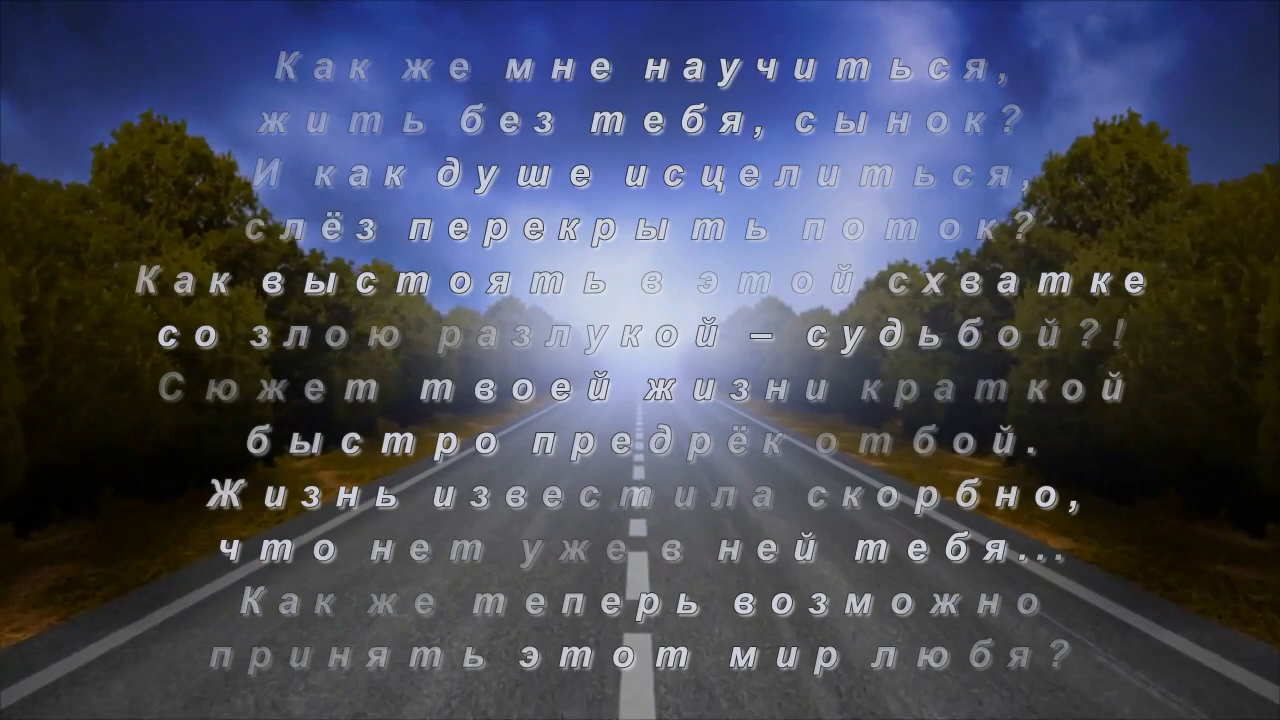 Как же мне научиться,
жить без тебя, сынок?
И как душе исцелиться,
слёз перекрыть поток?
Как выстоять в этой схватке
со злою разлукой – судьбой?!
Сюжет твоей жизни краткой
быстро предрёк отбой.
Жизнь известила скорбно,
что нет уже в ней тебя...
Как же теперь возможно
принять этот мир любя?